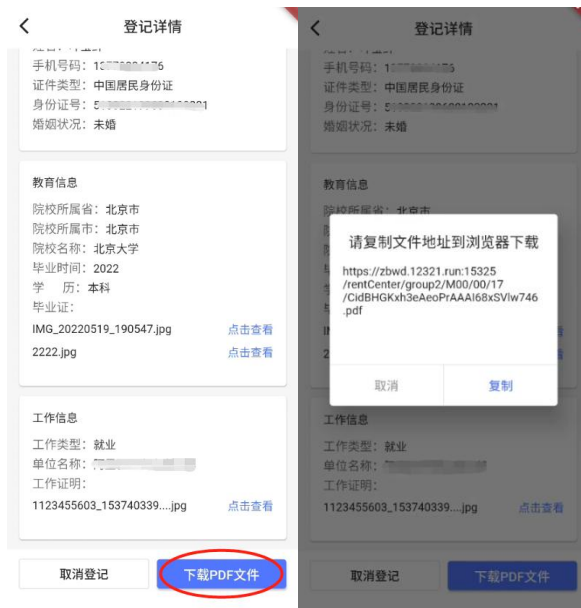 登记详情
手机号码：
证件类型：中国居民身份证
身份证号：
婚姻状况：未婚
教育信息
院校所属省：北京市
院校所属市：北京市
院校名称：北京大学
毕业时间：2022
学 历：本科
毕业证：
IMG_20220519_190547.jpg 点击查看
2222.jpg 点击查看
工作信息
工作类型：就业
单位名称：
工作证明：
1123455603_153740339....jpg 点击查看
取消登记 下载PDF文件
登记详情
手机号码：
证件类型：中国居民身份证
身份证号：
婚姻状况：未婚
教育信息
院校所属省：北京市
请复制文件地址到浏览器下载
https://zbwd.12321.run:15325
/rentCenter/group2/M00/00/17
/CidBHGKxh3eAeoPrAAAI68xSVlw746
.pdf
取消 复制
工作信息
工作类型：就业
单位名称：
工作证明：
1123455603_153740339....jpg 点击查看
取消登记 下载PDF文件